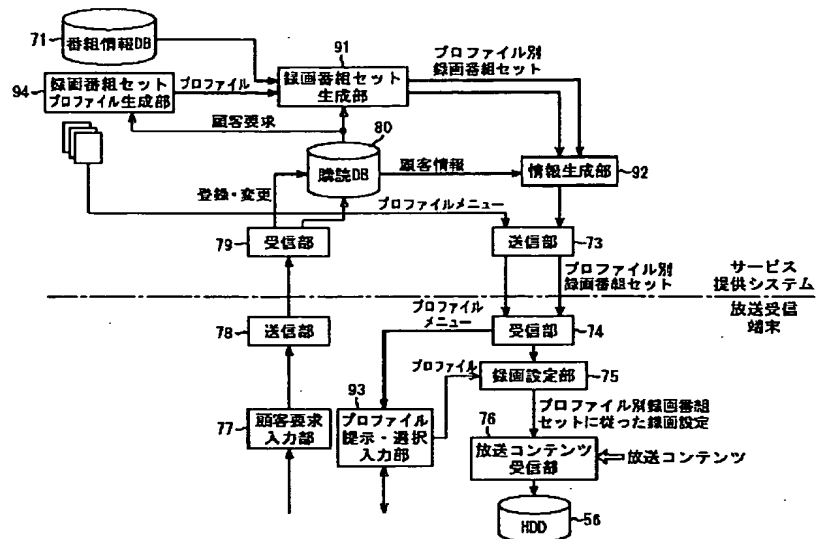 71
番組情報DB
91
録画番組セット
生成部
プロファイル別
録画番組セット
94
録画番組セット
プロファイル生成部
プロファイル
顧客要求
80
購読DB
顧客情報
情報生成部
92
登録・変更
プロファイルメニュー
79
受信部
送信部
73
プロファイル別
録画番組セット
サービス
提供システム
放送受信
端末
78
送信部
プロファイル
メニュー
受信部
74
プロファイル
録画設定部
75
77
顧客要求
入力部
93
プロファイル
提示・選択
入力部
プロファイル別録画番組
セットに従った録画設定
76
放送コンテンツ
受信部
放送コンテンツ
HDD
56